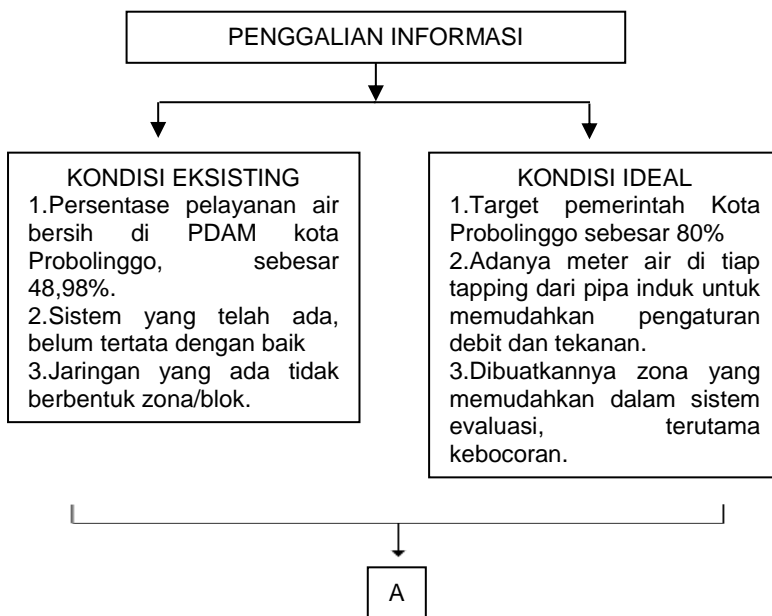 PENGGALIAN INFORMASI
KONDISI EKSISTING
1.Persentase pelayanan air
bersih di PDAM kota
Probolinggo, sebesar
48,98%.
2.Sistem yang telah ada,
belum tertata dengan baik
3.Jaringan yang ada tidak
berbentuk zona/blok.
KONDISI IDEAL
1.Target pemerintah Kota
Probolinggo sebesar 80%
2.Adanya meter air di tiap
tapping dari pipa induk untuk
memudahkan pengaturan
debit dan tekanan.
3.Dibuatkannya zona yang
memudahkan dalam sistem
evaluasi, terutama
kebocoran.
A